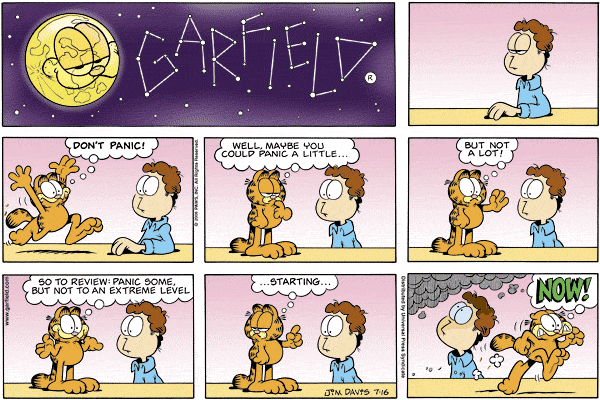 GARFIELD
R
DON'T PANIC!
WELL, MAYBE YOU
COULD PANIC A LITTLE...
BUT NOT
A LOT!
SO TO REVIEW: PANIC SOME,
BUT NOT TO AN EXTREME LEVEL
...STARTING...
JIM DAVIS 7-16
NOW!
www.garfield.com
Distributed by Universal Press Syndicate